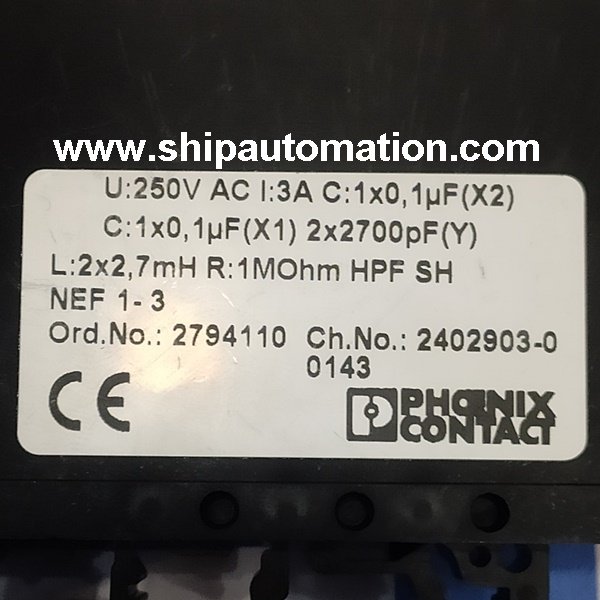 www.shipautomation.com
U:250V AC I:3A C:1x0,1µF(X2)
C:1x0,1µF(X1) 2x2700pF(Y)
L:2x2,7mH R:1MOhm HPF SH
NEF 1-3
Ord.No.: 2794110 Ch.No.: 2402903-0
0143
CE
PHŒNIX
CONTACT